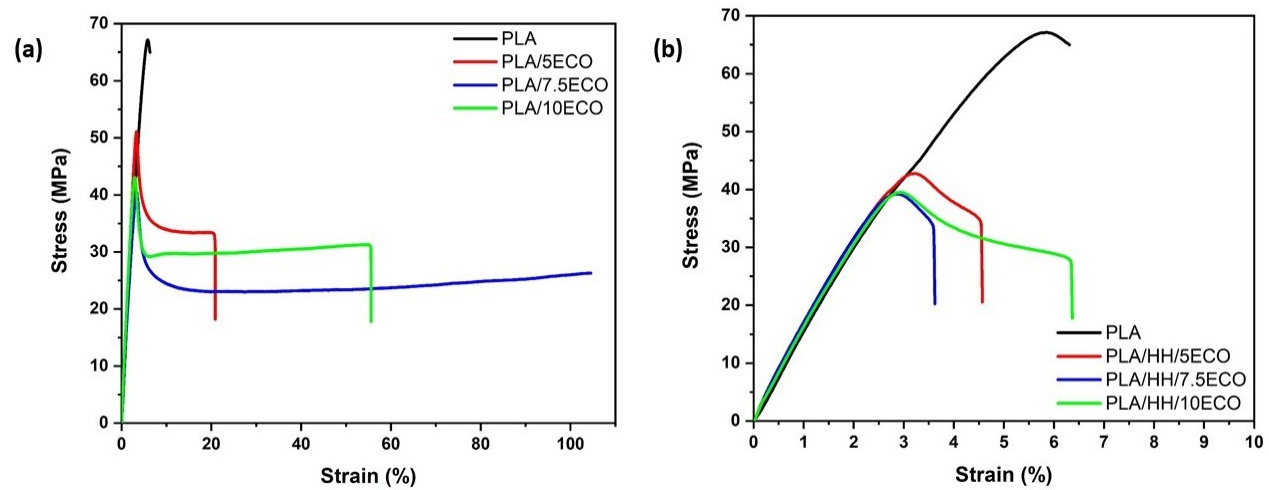 (a)
70
60
50
40
30
20
10
0
Stress (MPa)
0 20 40 60 80 100
Strain (%)
PLA
PLA/5ECO
PLA/7.5ECO
PLA/10ECO
(b)
70
60
50
40
30
20
10
0
Stress (MPa)
0 1 2 3 4 5 6 7 8 9 10
Strain (%)
PLA
PLA/HH/5ECO
PLA/HH/7.5ECO
PLA/HH/10ECO